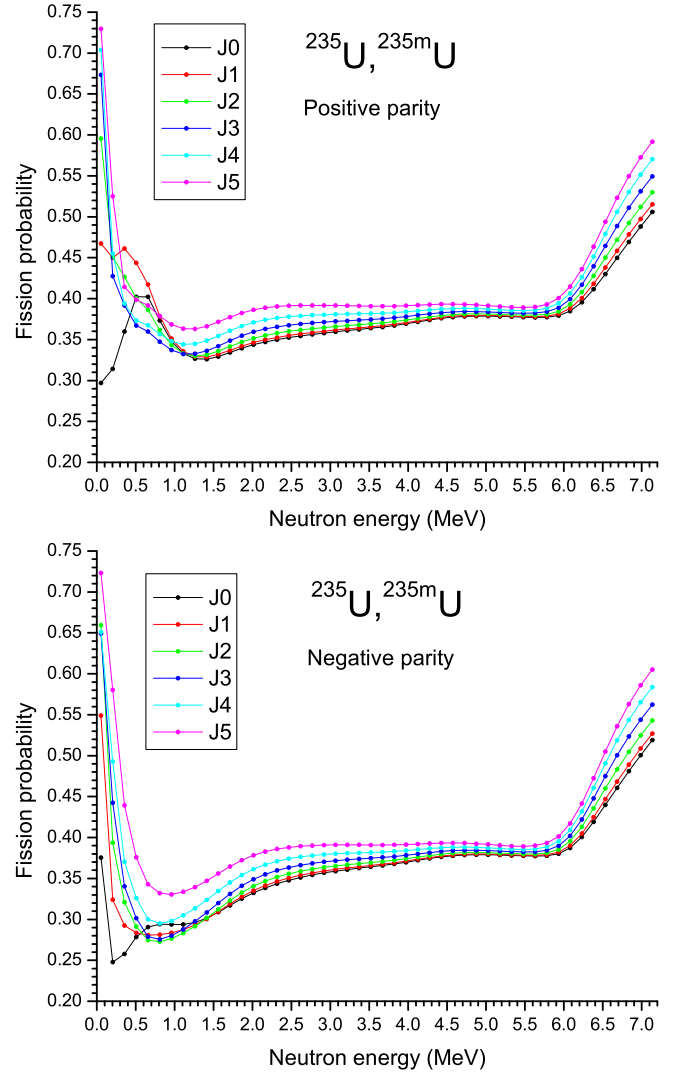 0.75
0.70
0.65
0.60
0.55
0.50
0.45
0.40
0.35
0.30
0.25
0.20
Fission probability
J0
J1
J2
J3
J4
J5
²³⁵U, ²³⁵ᵐU
Positive parity
0.0 0.5 1.0 1.5 2.0 2.5 3.0 3.5 4.0 4.5 5.0 5.5 6.0 6.5 7.0
Neutron energy (MeV)
0.75
0.70
0.65
0.60
0.55
0.50
0.45
0.40
0.35
0.30
0.25
0.20
Fission probability
J0
J1
J2
J3
J4
J5
²³⁵U, ²³⁵ᵐU
Negative parity
0.0 0.5 1.0 1.5 2.0 2.5 3.0 3.5 4.0 4.5 5.0 5.5 6.0 6.5 7.0
Neutron energy (MeV)